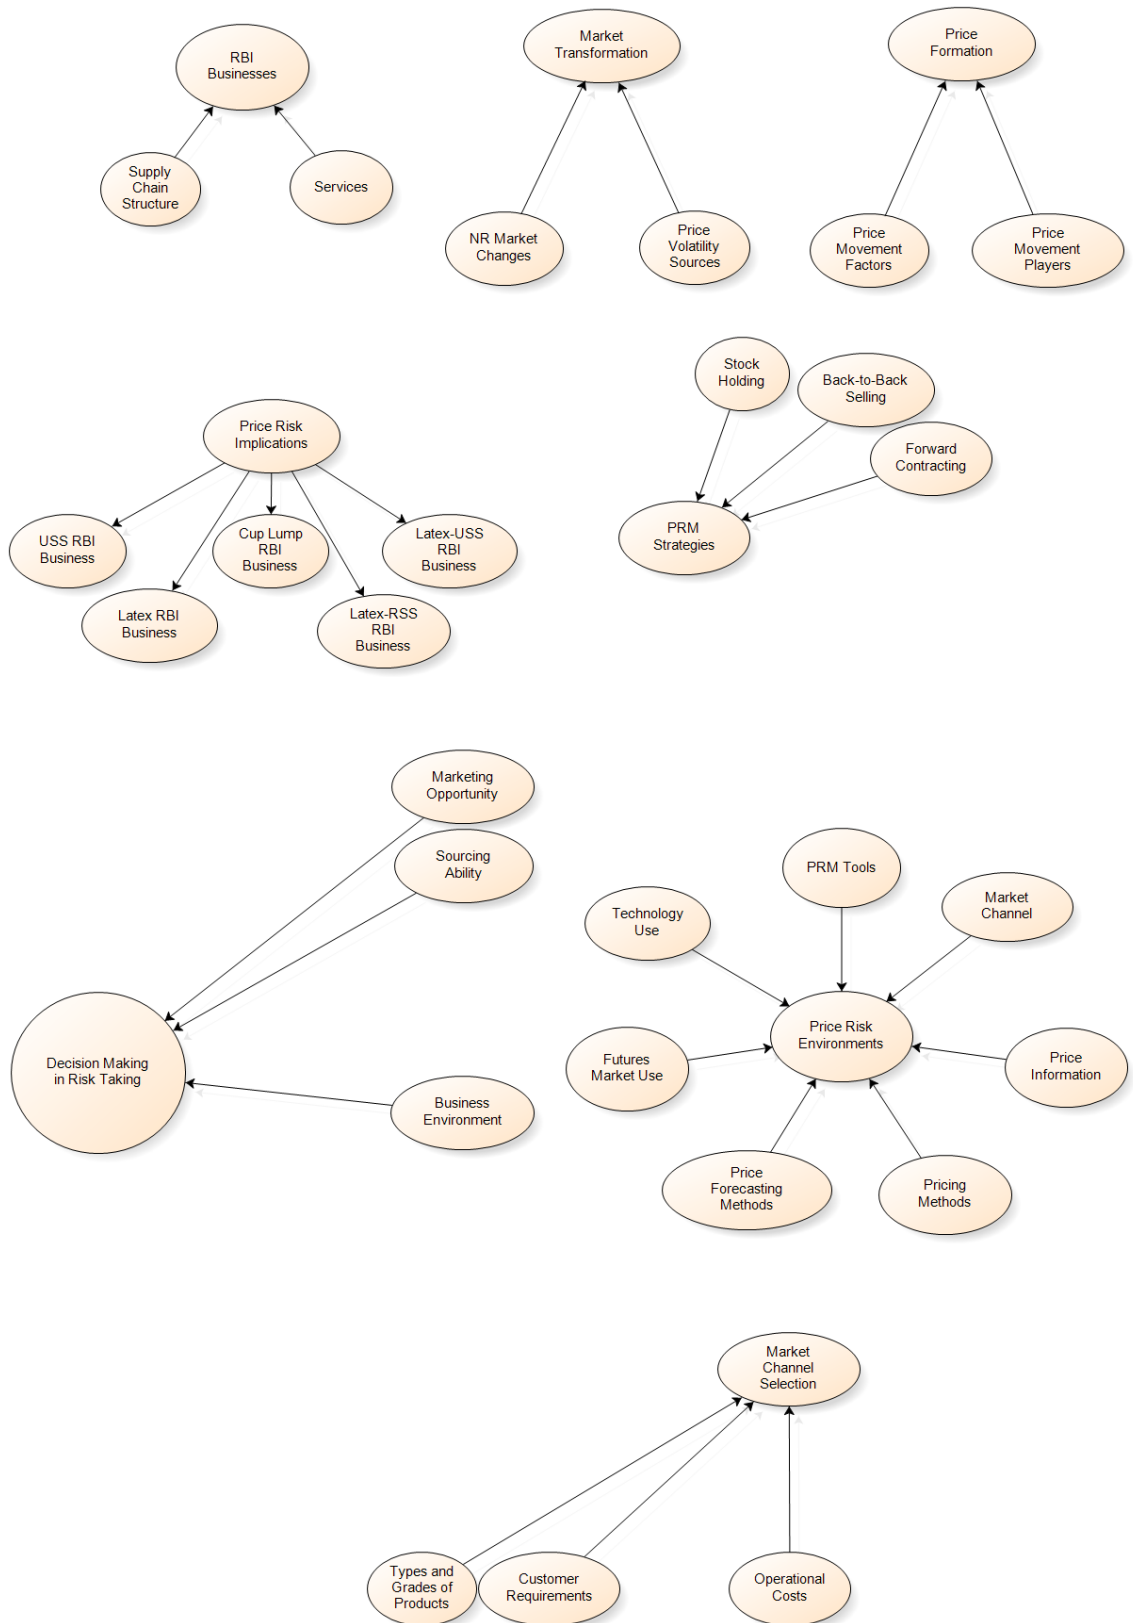 RBI
Businesses
Market
Transformation
Price
Formation
Supply
Chain
Structure
Services
NR Market
Changes
Price
Volatility
Sources
Price
Movement
Factors
Price
Movement
Players
Stock
Holding
Back-to-Back
Selling
Forward
Contracting
PRM
Strategies
Price Risk
Implications
USS RBI
Business
Cup Lump
RBI
Business
Latex-USS
RBI
Business
Latex RBI
Business
Latex-RSS
RBI
Business
Marketing
Opportunity
Sourcing
Ability
Decision Making
in Risk Taking
Business
Environment
PRM Tools
Technology
Use
Market
Channel
Price Risk
Environments
Futures
Market Use
Price
Information
Price
Forecasting
Methods
Pricing
Methods
Market
Channel
Selection
Types and
Grades of
Products
Customer
Requirements
Operational
Costs